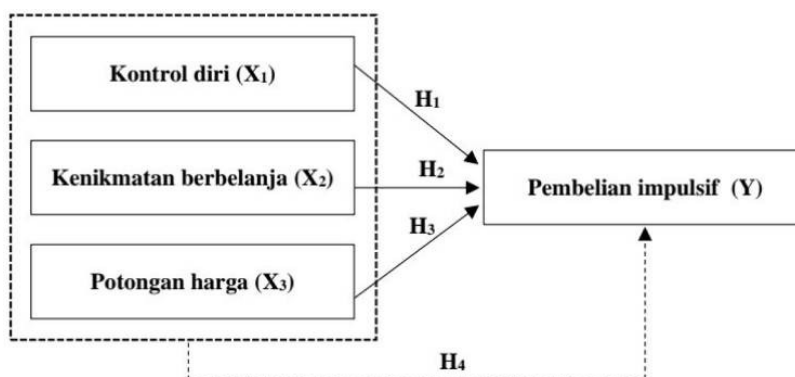 Kontrol diri (X₁)
H₁
Kenikmatan berbelanja (X₂)
H₂
Pembelian impulsif (Y)
H₃
Potongan harga (X₃)
H₄